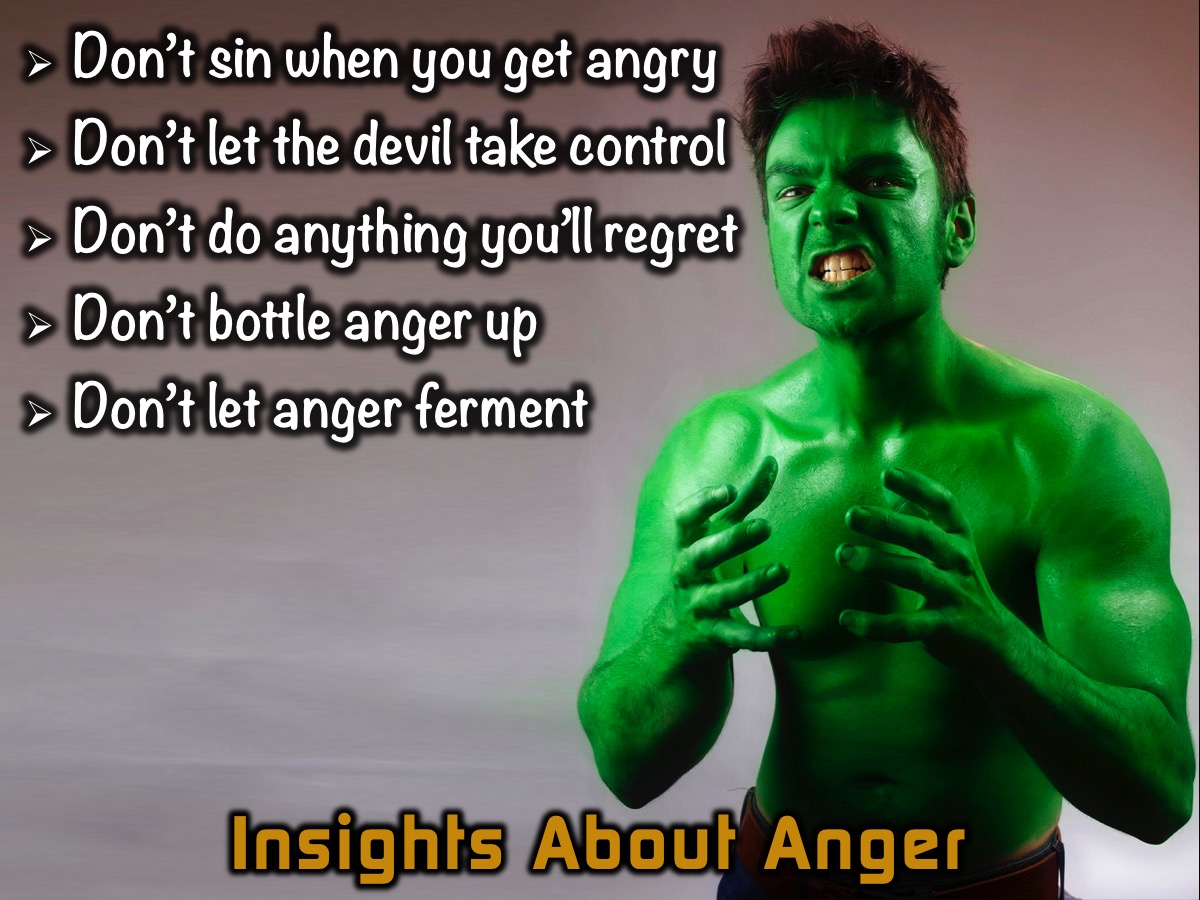 ➢ Don't sin when you get angry
➢ Don't let the devil take control
➢ Don't do anything you'll regret
➢ Don't bottle anger up
➢ Don't let anger ferment
Insights About Anger